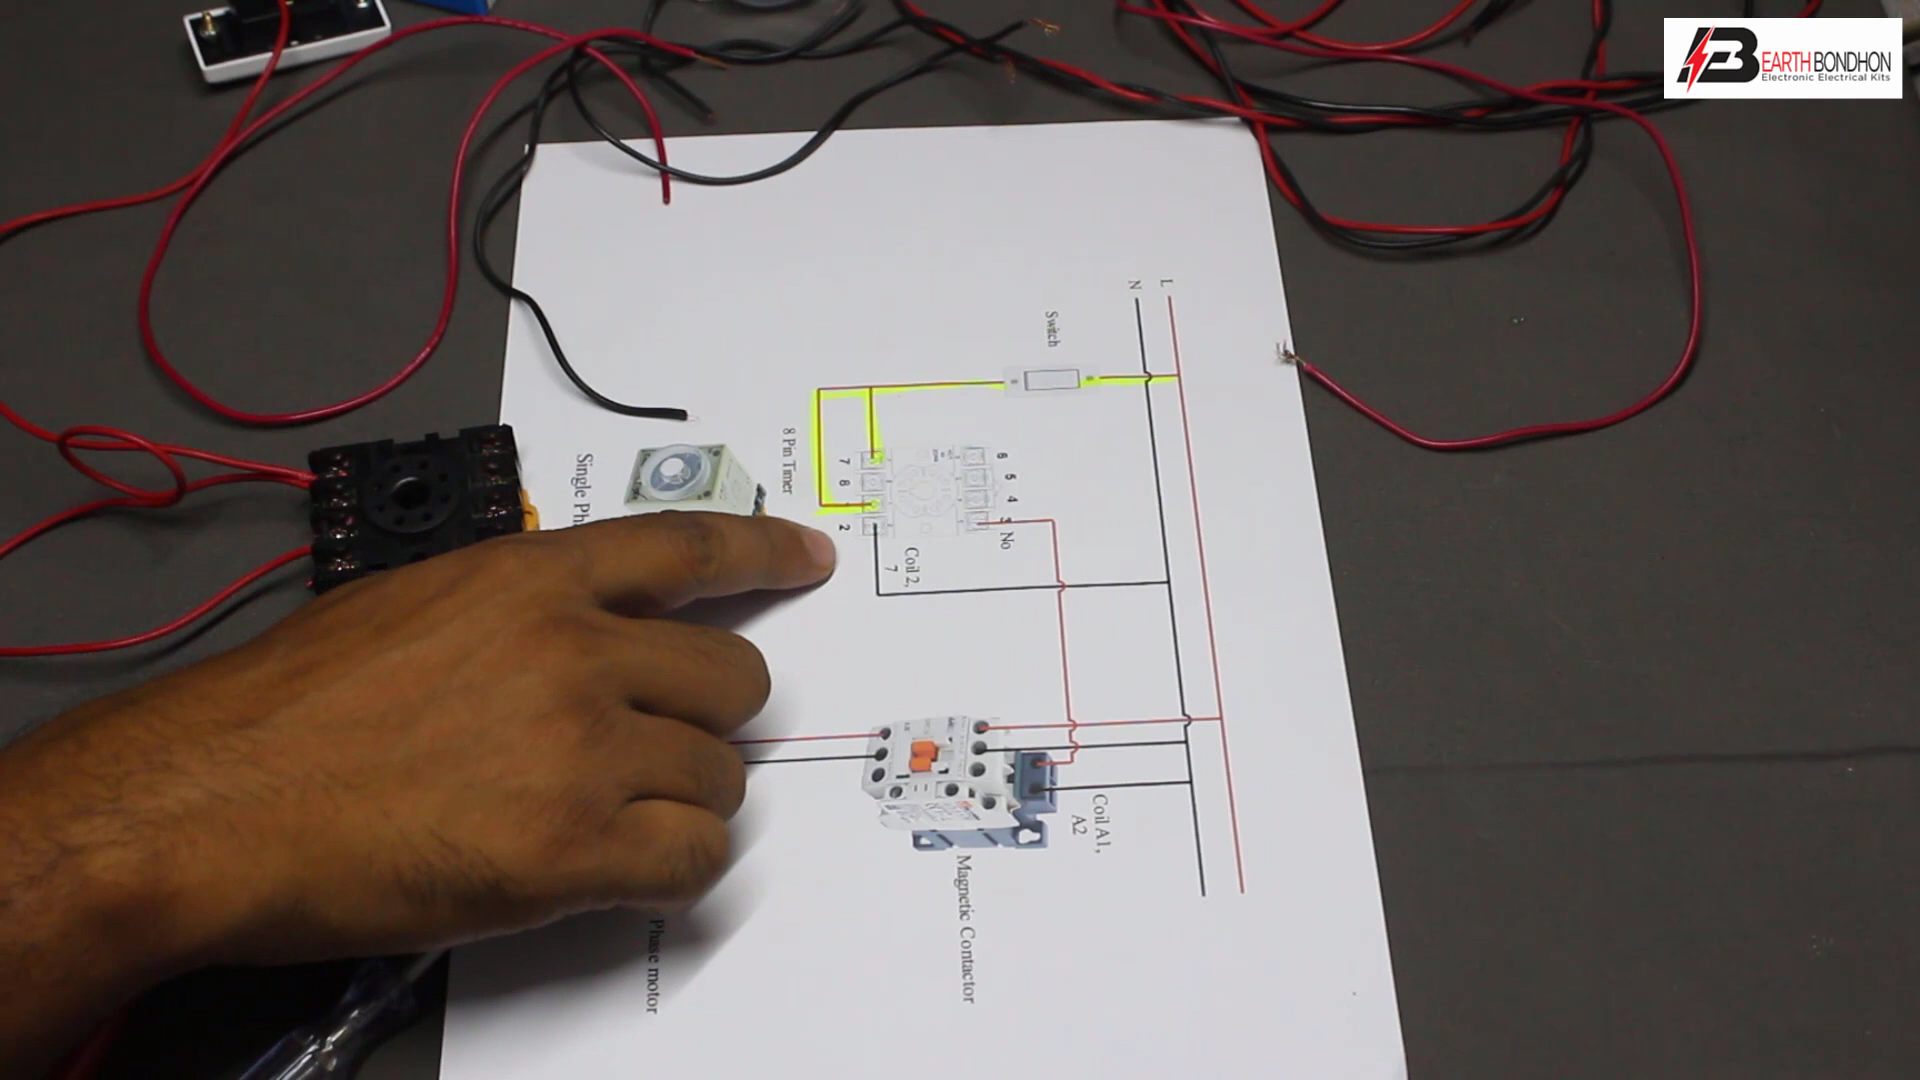 EARTH BONDHON
Electronic Electrical Kits
N
L
Switch
8 Pin Timer
7
8
2
6
5
4
3
No
Coil 2,
7
Single Ph
Coil A1,
A2
Magnetic Contactor
Phase motor